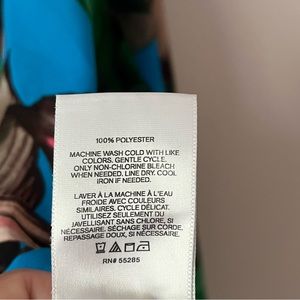 100% POLYESTER
MACHINE WASH COLD WITH LIKE
COLORS. GENTLE CYCLE.
ONLY NON-CHLORINE BLEACH
WHEN NEEDED. LINE DRY. COOL
IRON IF NEEDED.
LAVER À LA MACHINE À L'EAU
FROIDE AVEC COULEURS
SIMILAIRES. CYCLE DÉLICAT.
UTILISEZ SEULEMENT DU
JAVELLISANT SANS CHLORE, SI
NÉCESSAIRE. SÉCHAGE SUR CORDE.
REPASSAGE DOUX, SI NÉCESSAIRE.
RN# 55285